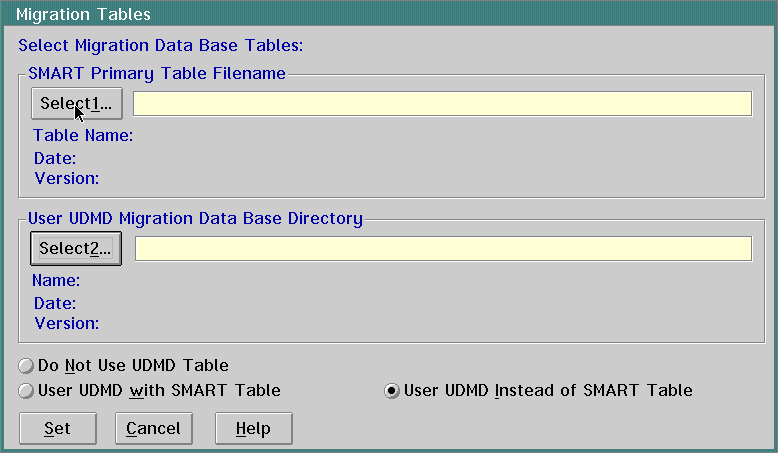 Migration Tables
Select Migration Data Base Tables:
SMART Primary Table Filename
Select1...
Table Name:
Date:
Version:
User UDMD Migration Data Base Directory
Select2...
Name:
Date:
Version:
Do Not Use UDMD Table
User UDMD with SMART Table
User UDMD Instead of SMART Table
Set
Cancel
Help